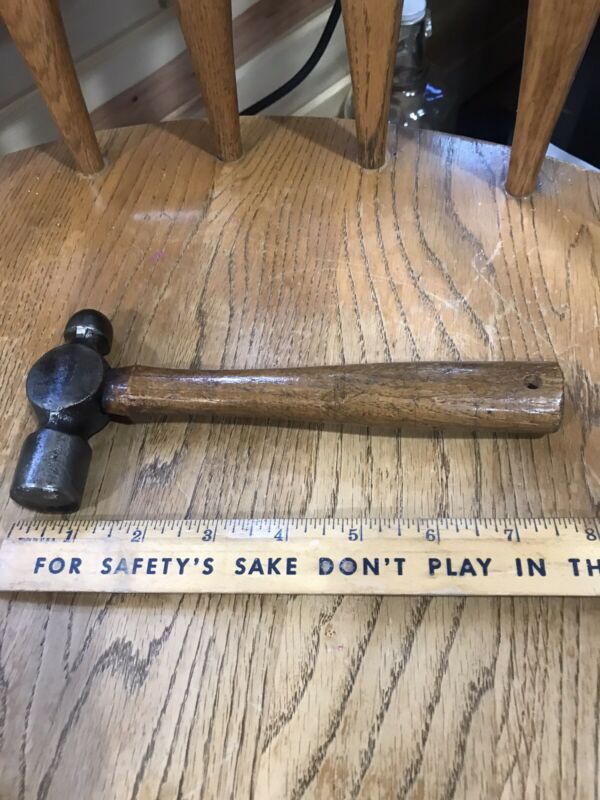 1 2 3 4 5 6 7 8
FOR SAFETY'S SAKE DON'T PLAY IN TH